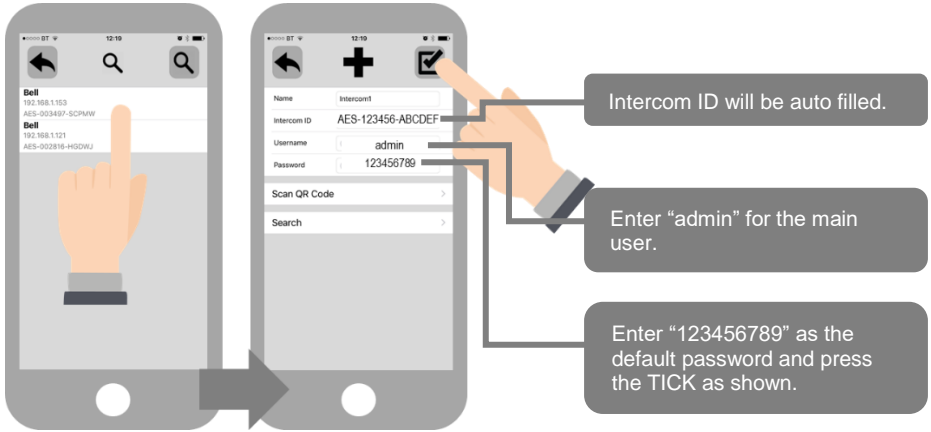 BT 12:19
Bell
192.168.1.153
AES-003497-SCPMW
Bell
192.168.1.121
AES-002816-HGDWJ
BT 12:19
Name Intercom1
Intercom ID AES-123456-ABCDEF
Username admin
Password 123456789
Scan QR Code
Search
Intercom ID will be auto filled.
Enter “admin” for the main
user.
Enter “123456789” as the
default password and press
the TICK as shown.